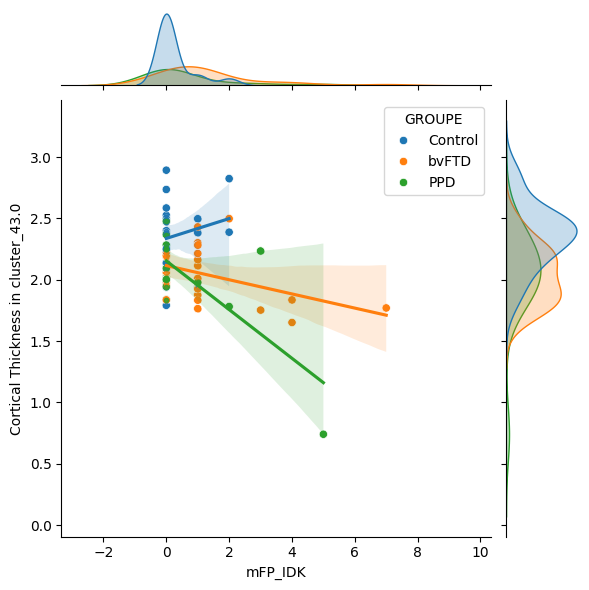 GROUPE
Control
bvFTD
PPD
3.0
2.5
2.0
1.5
1.0
0.5
0.0
Cortical Thickness in cluster_43.0
−2 0 2 4 6 8 10
mFP_IDK